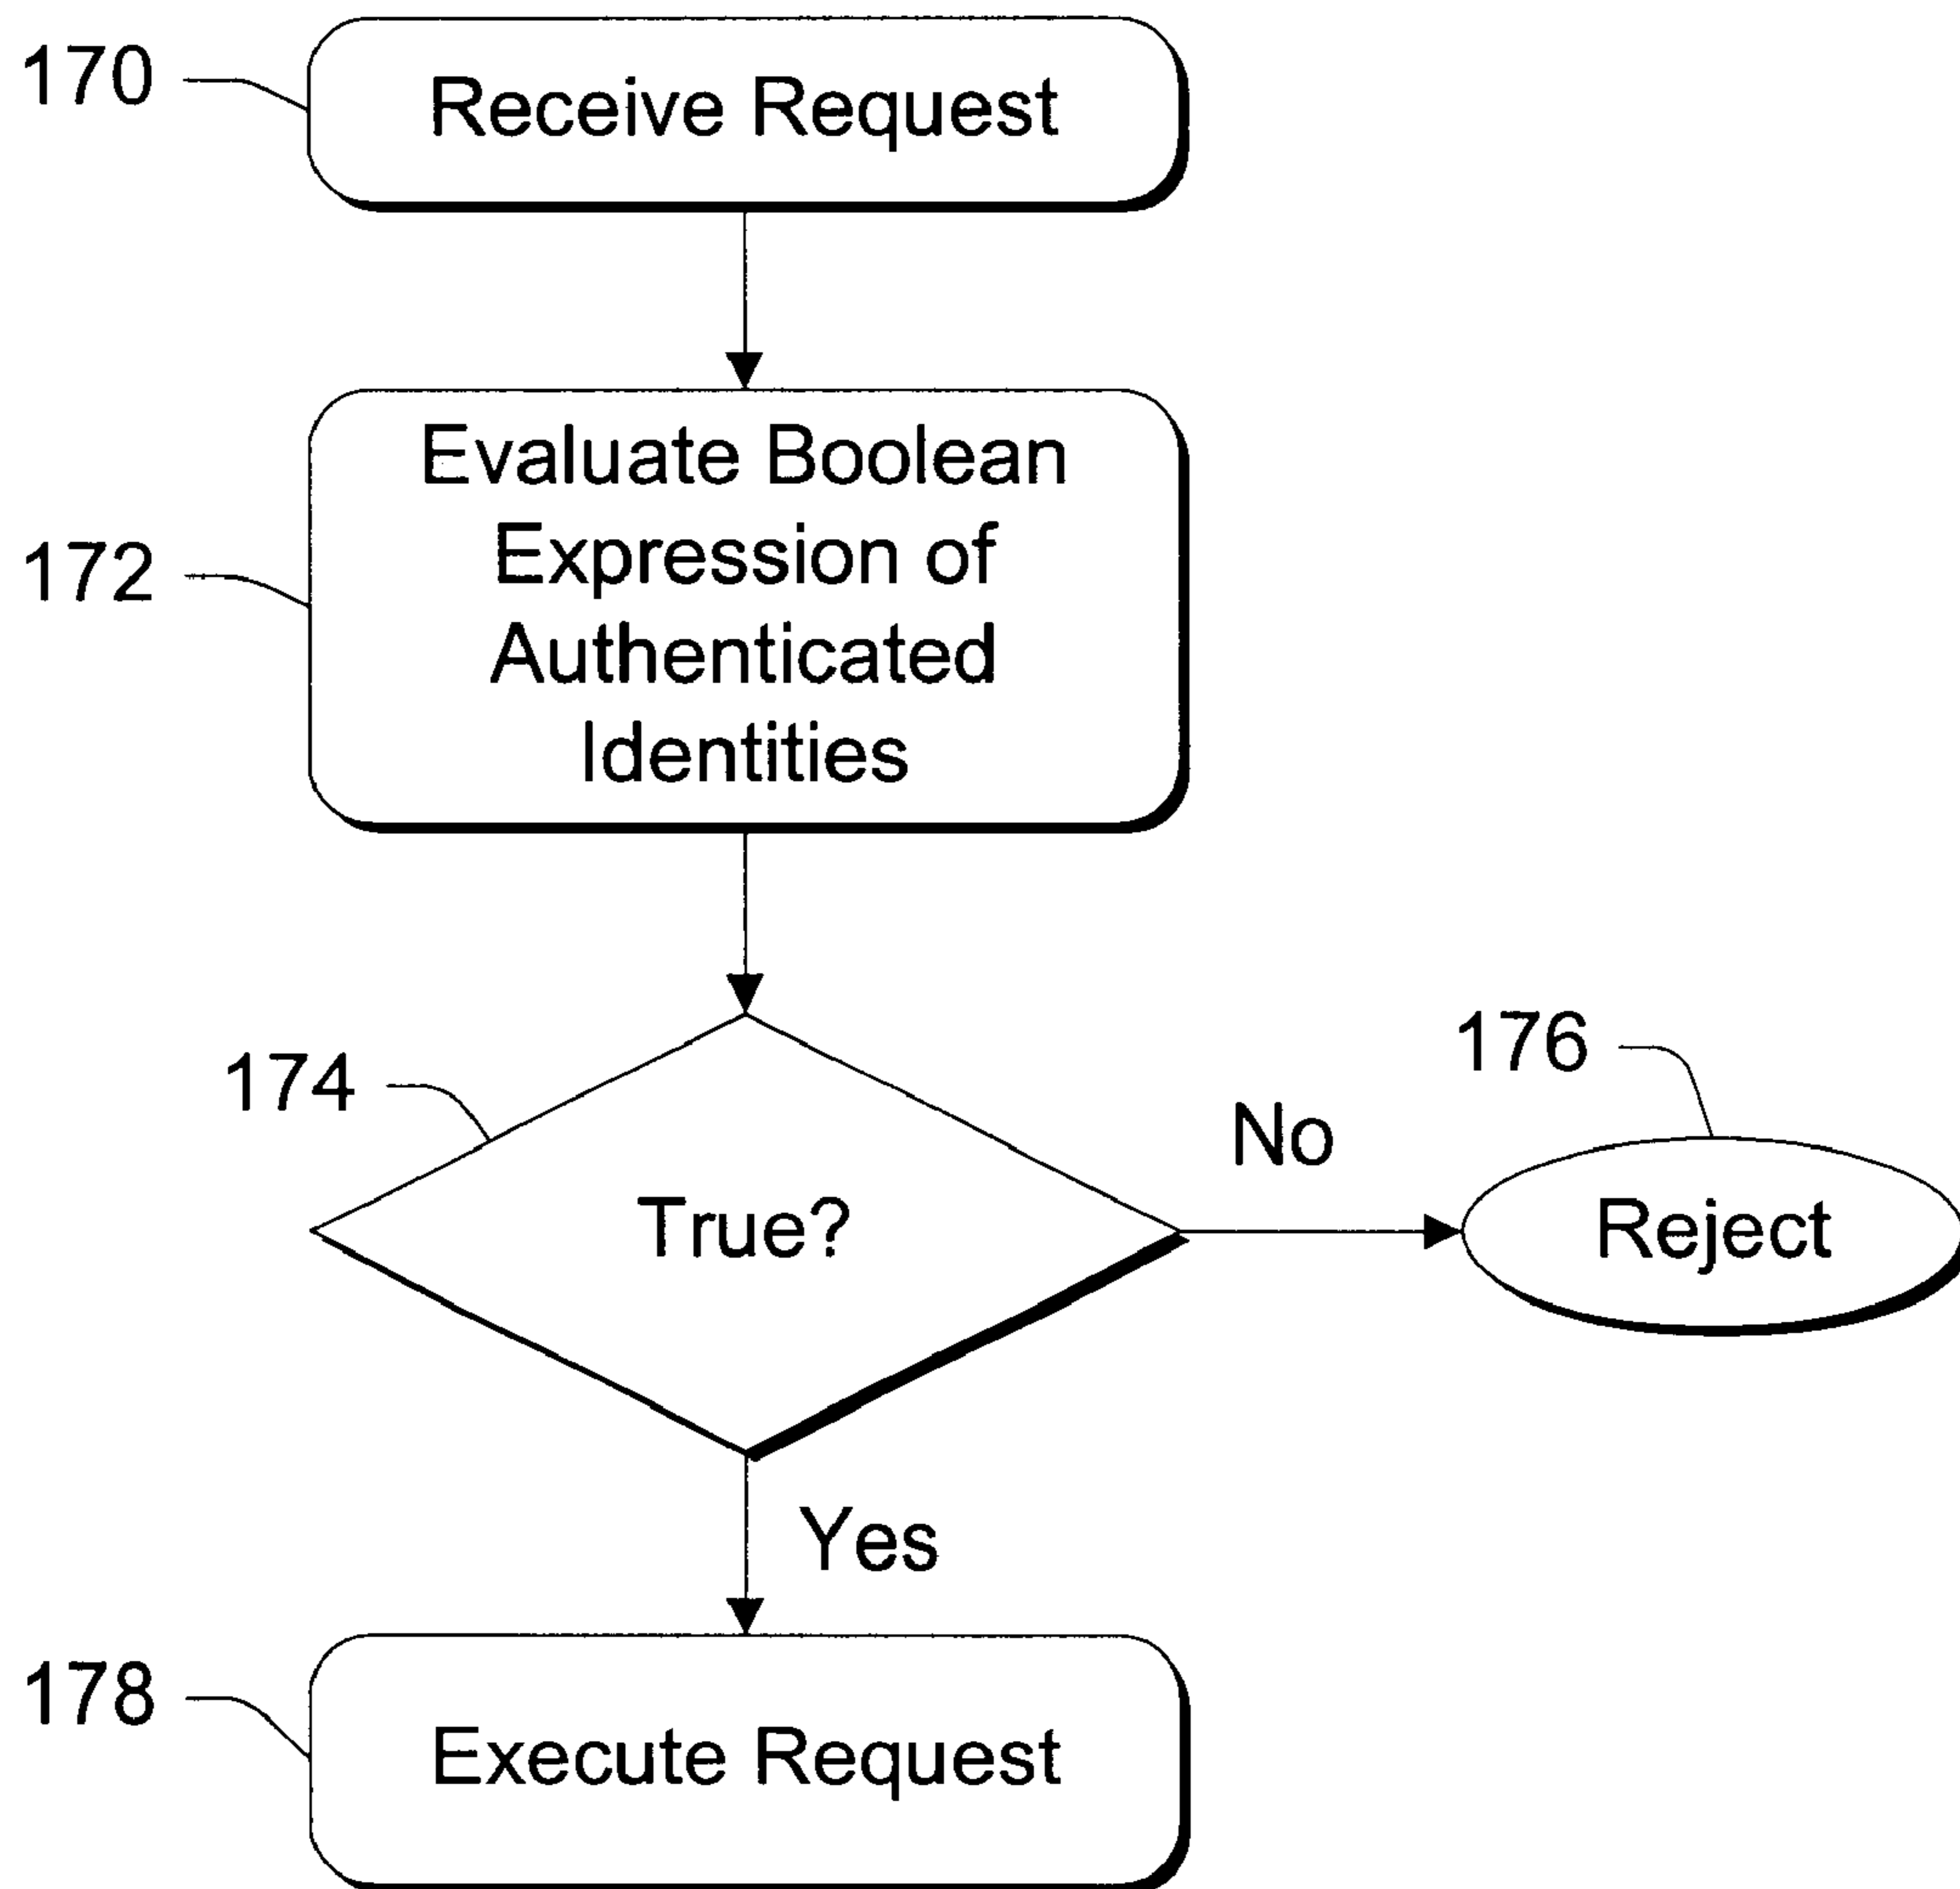 170
Receive Request
172
Evaluate Boolean
Expression of
Authenticated
Identities
174
True?
No
176
Reject
Yes
178
Execute Request